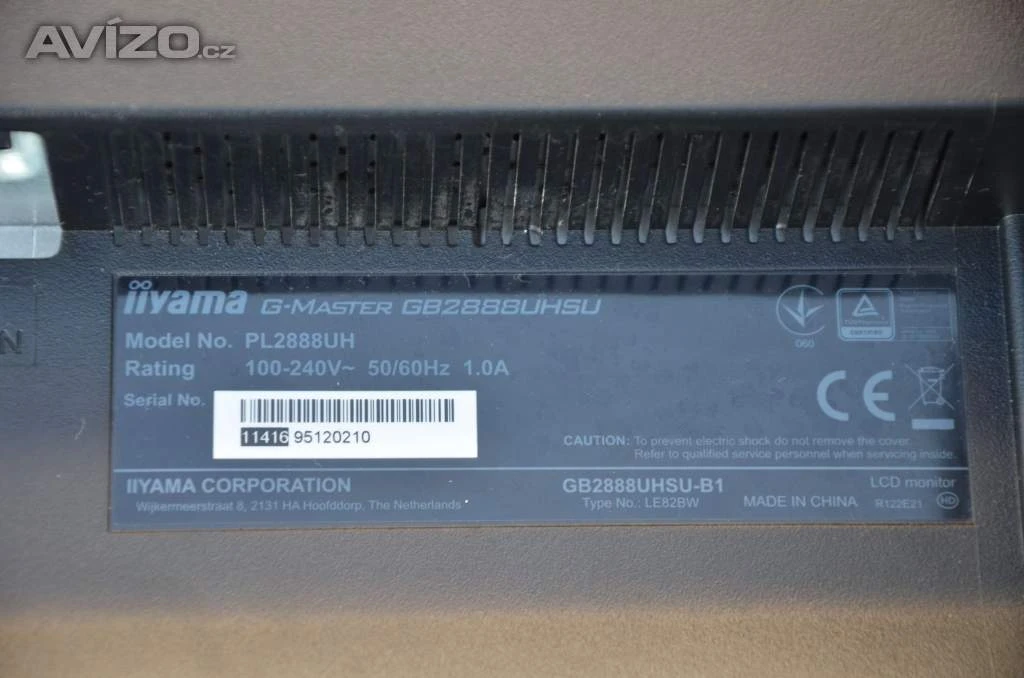 AVÍZO.cz
iiyama G-MASTER GB2888UHSU
Model No. PL2888UH
Rating 100-240V~ 50/60Hz 1.0A
Serial No.
11416 95120210
060
CE
CAUTION: To prevent electric shock do not remove the cover.
Refer to qualified service personnel when servicing inside.
IIYAMA CORPORATION
Wijkermeerstraat 8, 2131 HA Hoofddorp, The Netherlands
GB2888UHSU-B1
Type No.: LE82BW
MADE IN CHINA
LCD monitor
R122E21 HD
N